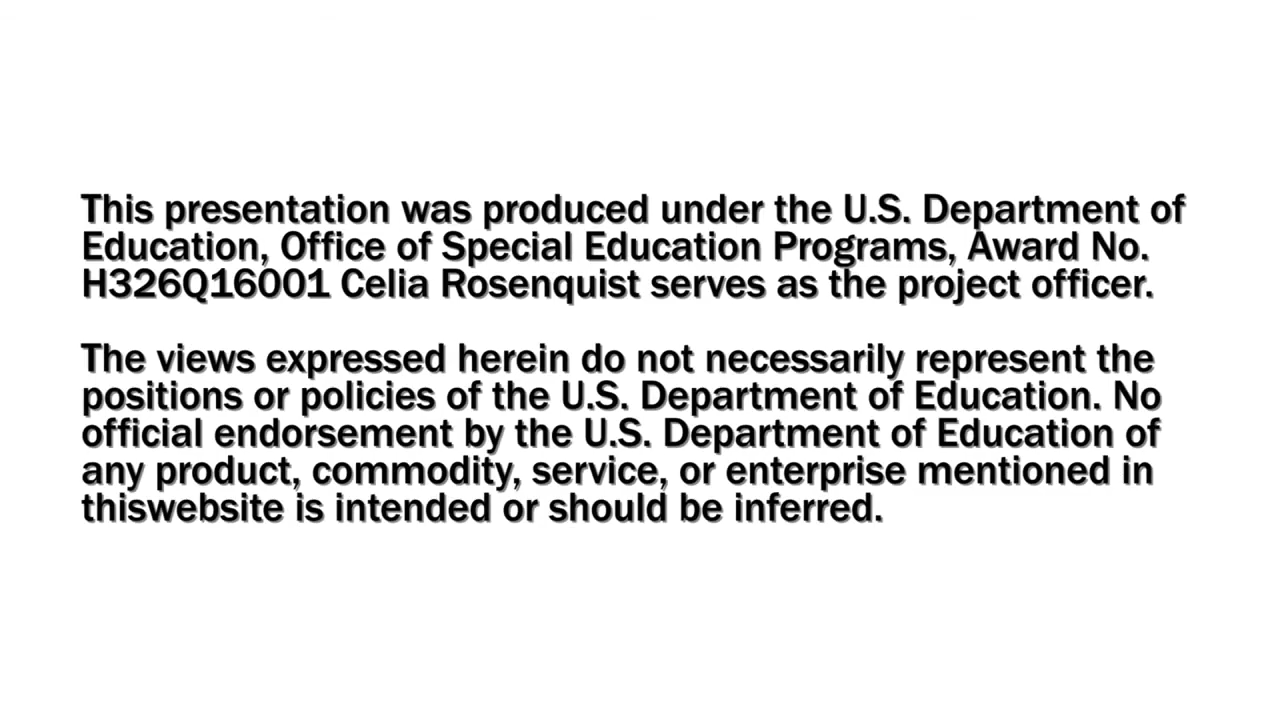 This presentation was produced under the U.S. Department of
Education, Office of Special Education Programs, Award No.
H326Q16001 Celia Rosenquist serves as the project officer.
The views expressed herein do not necessarily represent the
positions or policies of the U.S. Department of Education. No
official endorsement by the U.S. Department of Education of
any product, commodity, service, or enterprise mentioned in
thiswebsite is intended or should be inferred.